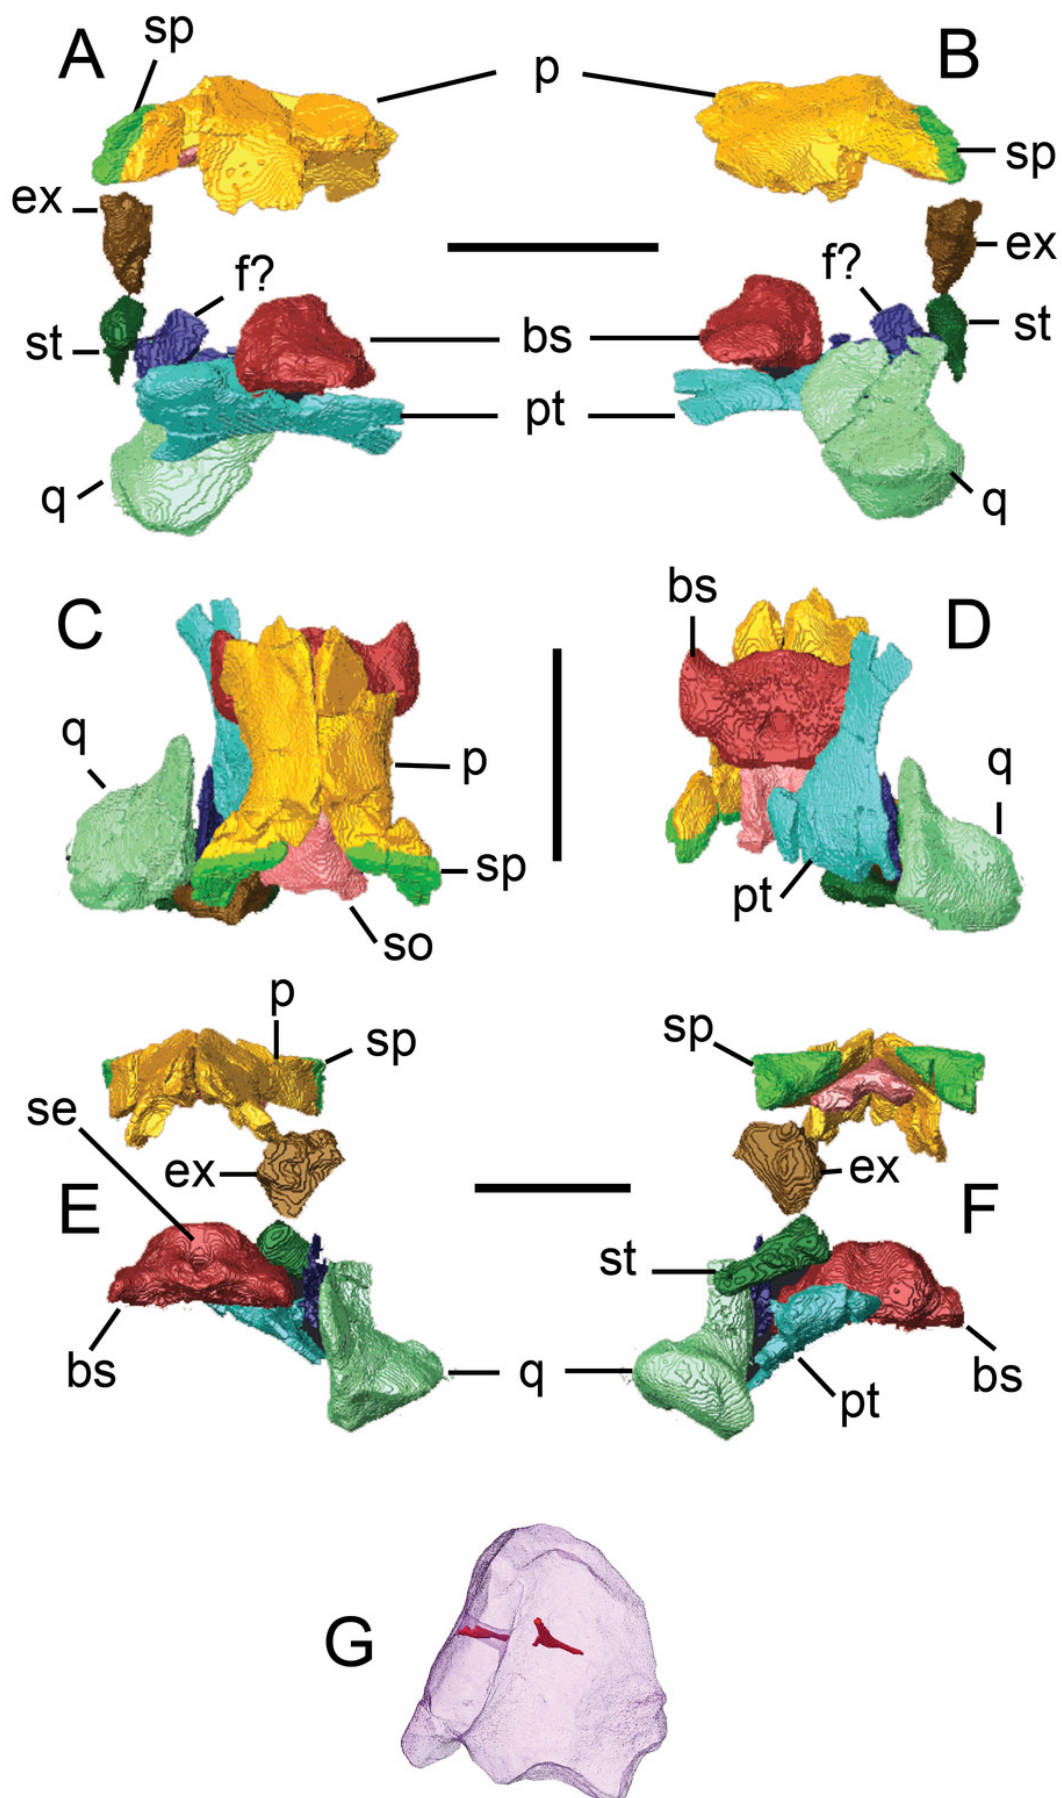 A sp p B
sp
ex ex
f? f?
st bs st
pt
q q
C bs D
q q
p
sp
pt
so
p
sp sp
se
ex ex
E F
st
bs q bs
pt
G